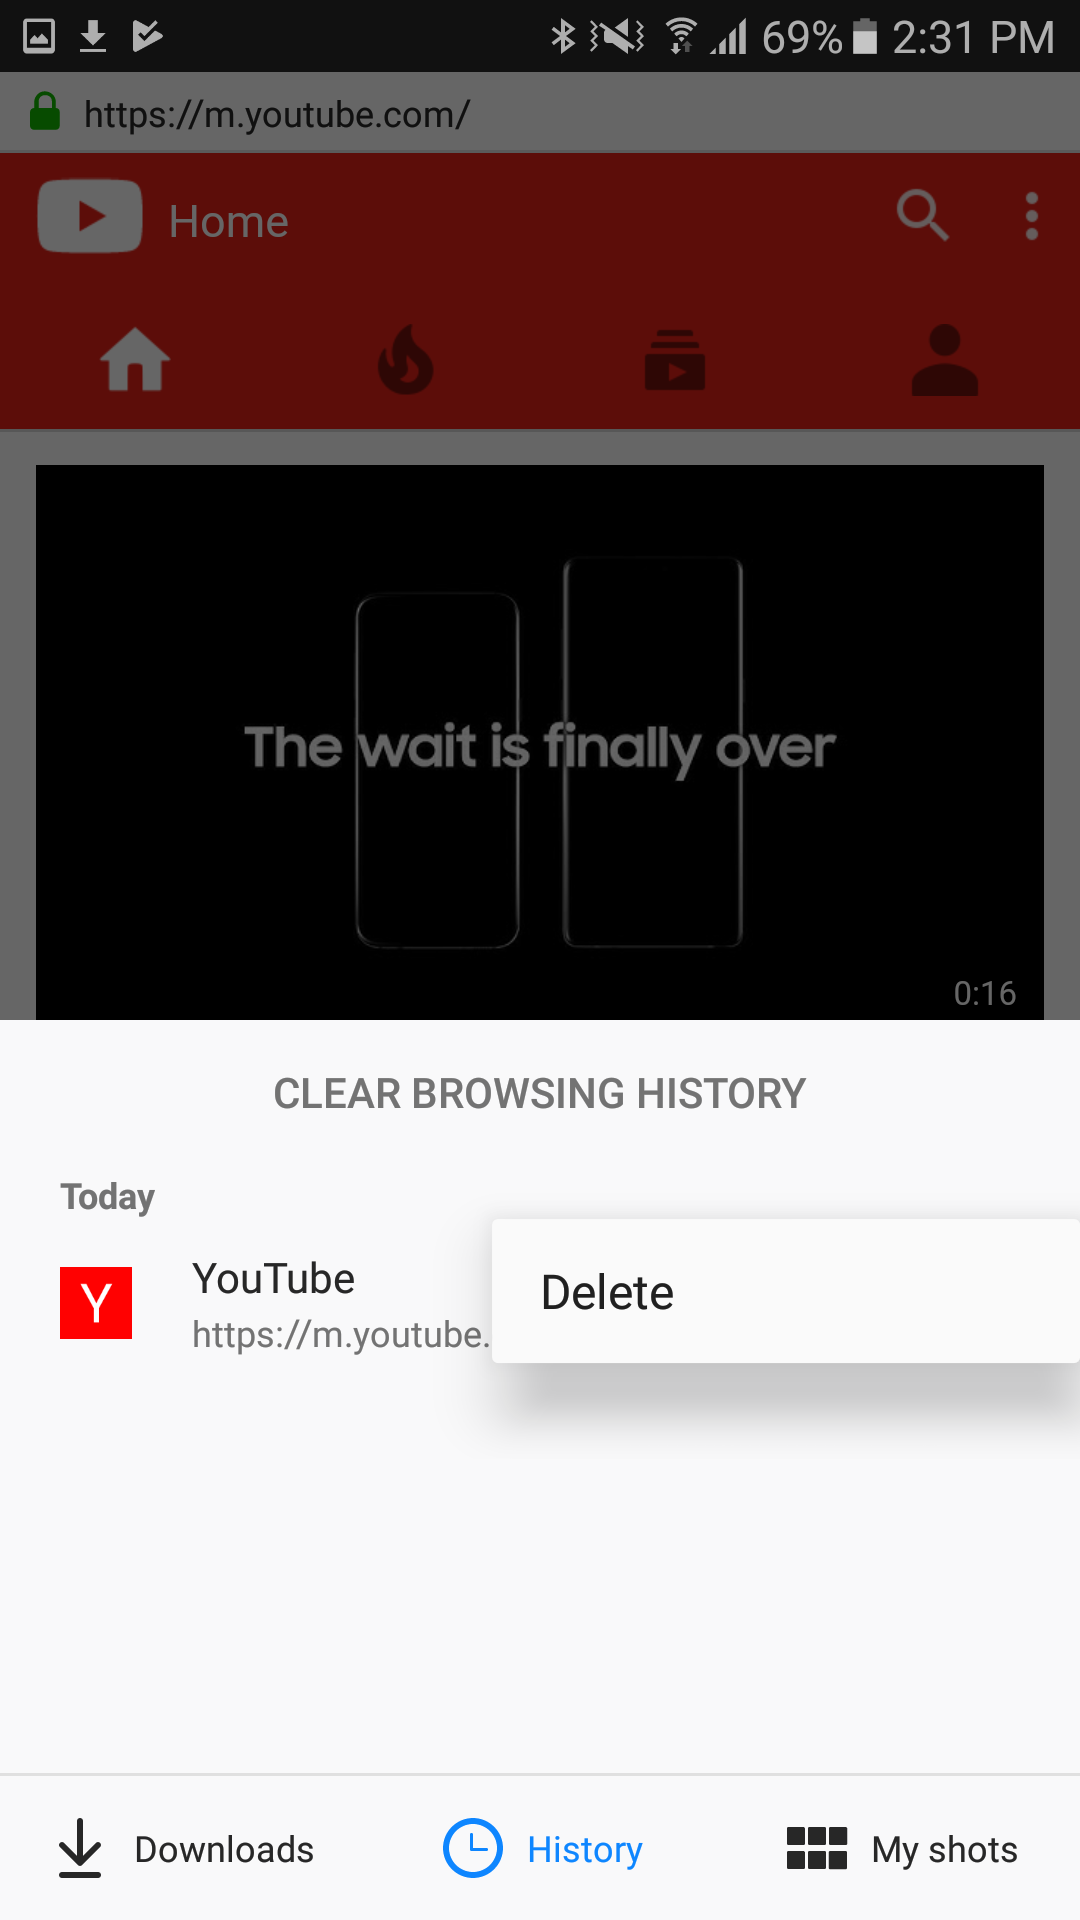 69% 2:31 PM
https://m.youtube.com/
Home
The wait is finally over
0:16
CLEAR BROWSING HISTORY
Today
Y
YouTube
https://m.youtube.
Delete
Downloads
History
My shots